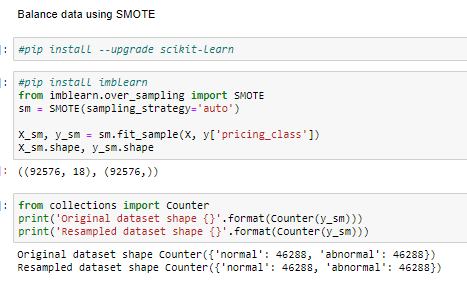 Balance data using SMOTE
]: #pip install --upgrade scikit-learn
]: #pip install imblearn
from imblearn.over_sampling import SMOTE
sm = SMOTE(sampling_strategy='auto')
X_sm, y_sm = sm.fit_sample(X, y['pricing_class'])
X_sm.shape, y_sm.shape
]: ((92576, 18), (92576,))
]: from collections import Counter
print('Original dataset shape {}'.format(Counter(y_sm)))
print('Resampled dataset shape {}'.format(Counter(y_sm)))
Original dataset shape Counter({'normal': 46288, 'abnormal': 46288})
Resampled dataset shape Counter({'normal': 46288, 'abnormal': 46288})